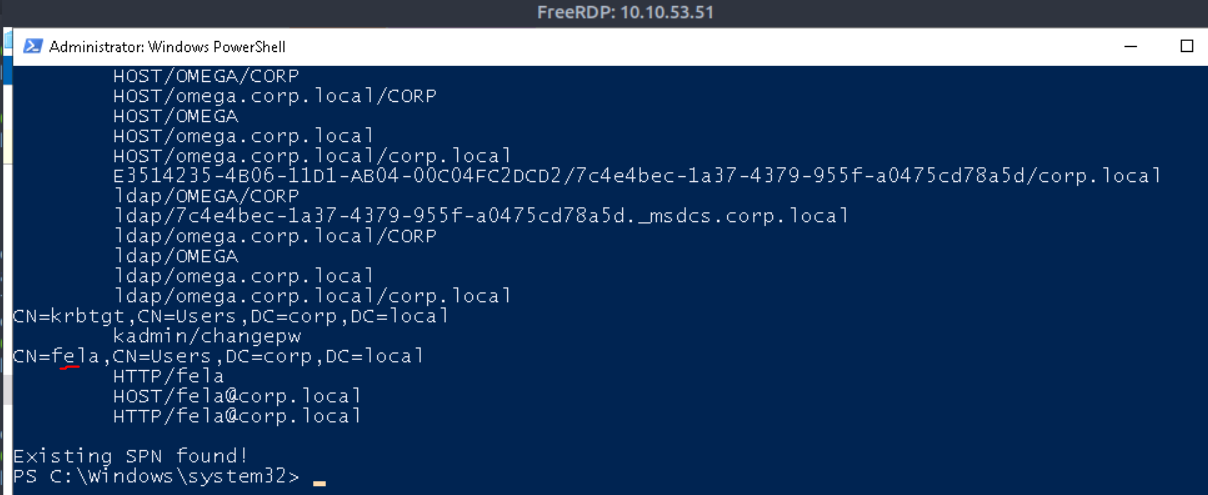 FreeRDP: 10.10.53.51
Administrator: Windows PowerShell
HOST/OMEGA/CORP
HOST/omega.corp.local/CORP
HOST/OMEGA
HOST/omega.corp.local
HOST/omega.corp.local/corp.local
E3514235-4B06-11D1-AB04-00C04FC2DCD2/7c4e4bec-1a37-4379-955f-a0475cd78a5d/corp.local
ldap/OMEGA/CORP
ldap/7c4e4bec-1a37-4379-955f-a0475cd78a5d._msdcs.corp.local
ldap/omega.corp.local/CORP
ldap/OMEGA
ldap/omega.corp.local
ldap/omega.corp.local/corp.local
CN=krbtgt,CN=Users,DC=corp,DC=local
kadmin/changepw
CN=fela,CN=Users,DC=corp,DC=local
HTTP/fela
HOST/fela@corp.local
HTTP/fela@corp.local
Existing SPN found!
PS C:\Windows\system32> _